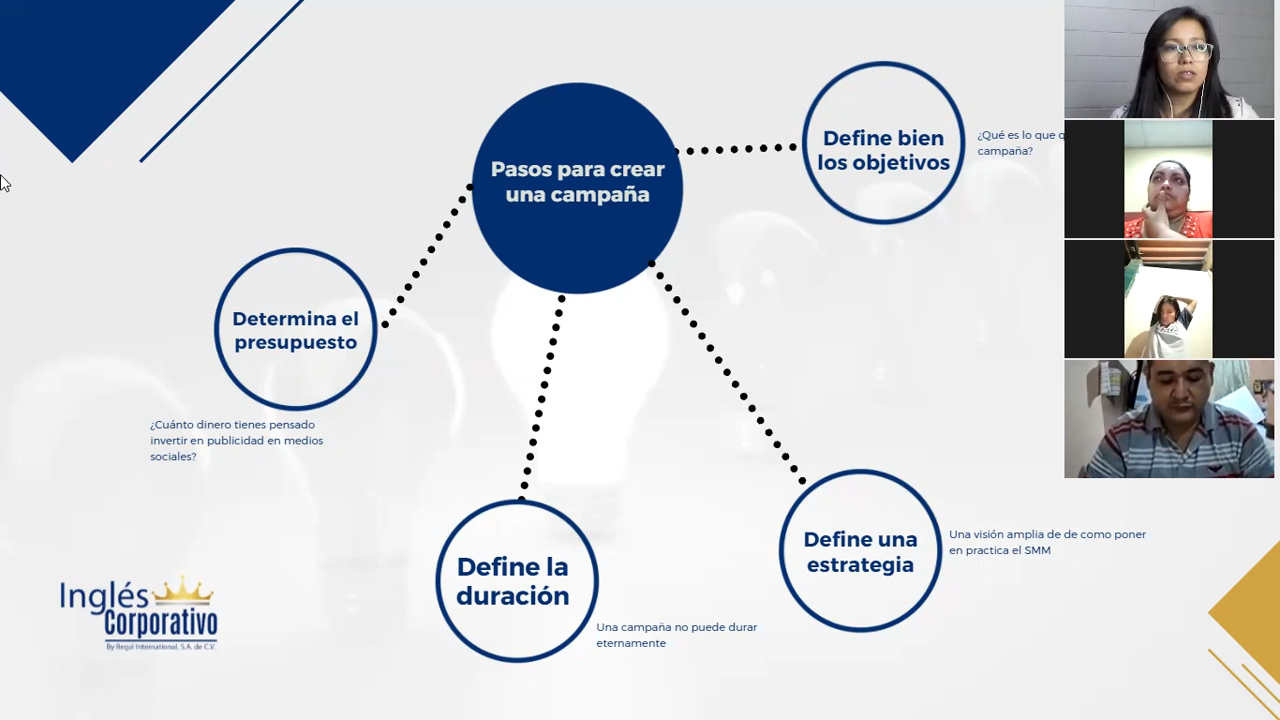 Pasos para crear
una campaña
Define bien
los objetivos
¿Qué es lo que
campaña?
Determina el
presupuesto
¿Cuánto dinero tienes pensado
invertir en publicidad en medios
sociales?
Define la
duración
Una campaña no puede durar
eternamente
Define una
estrategia
Una visión amplia de de como poner
en practica el SMM
Inglés
Corporativo
By Regal International, S.A. de C.V.